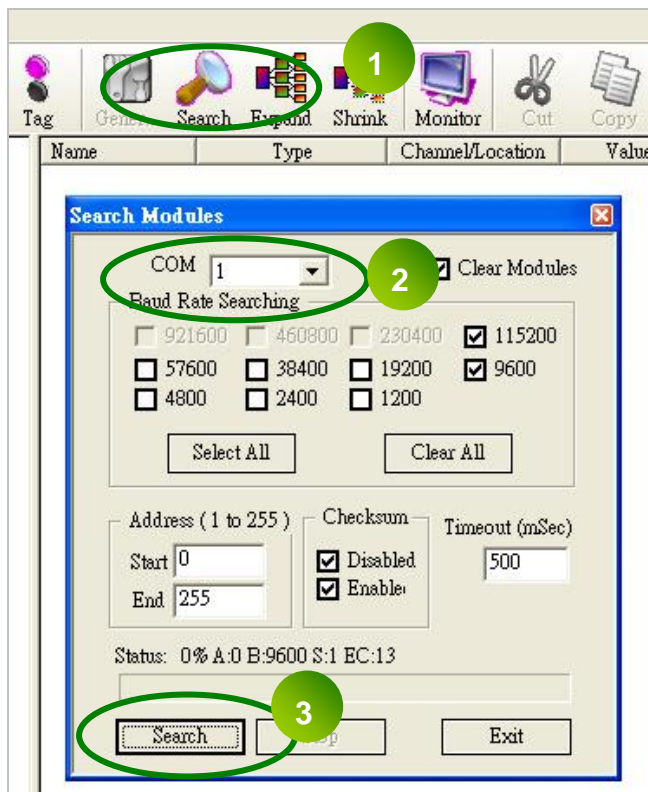 1
Tag Search Expand Shrink Monitor Cut Copy
Name Type Channel/Location Value
Search Modules
COM 1 2 Clear Modules
Baud Rate Searching
921600 460800 230400 115200
57600 38400 19200 9600
4800 2400 1200
Select All Clear All
Address ( 1 to 255 ) Checksum Timeout (mSec)
Start 0 Disabled 500
End 255 Enable
Status: 0% A:0 B:9600 S:1 EC:13
3
Search Exit